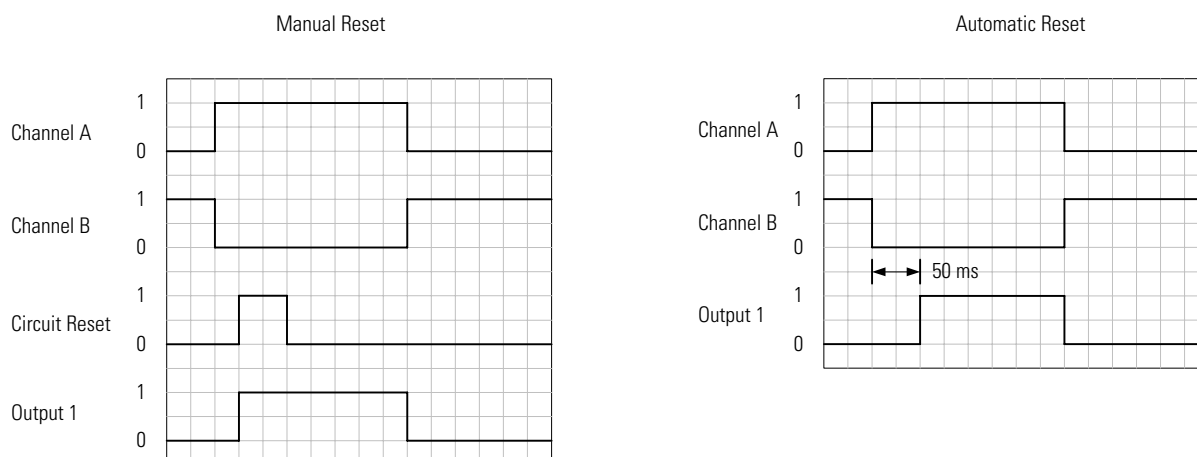 Manual Reset
Channel A
1
0
Channel B
1
0
Circuit Reset
1
0
Output 1
1
0
Automatic Reset
Channel A
1
0
Channel B
1
0
50 ms
Output 1
1
0